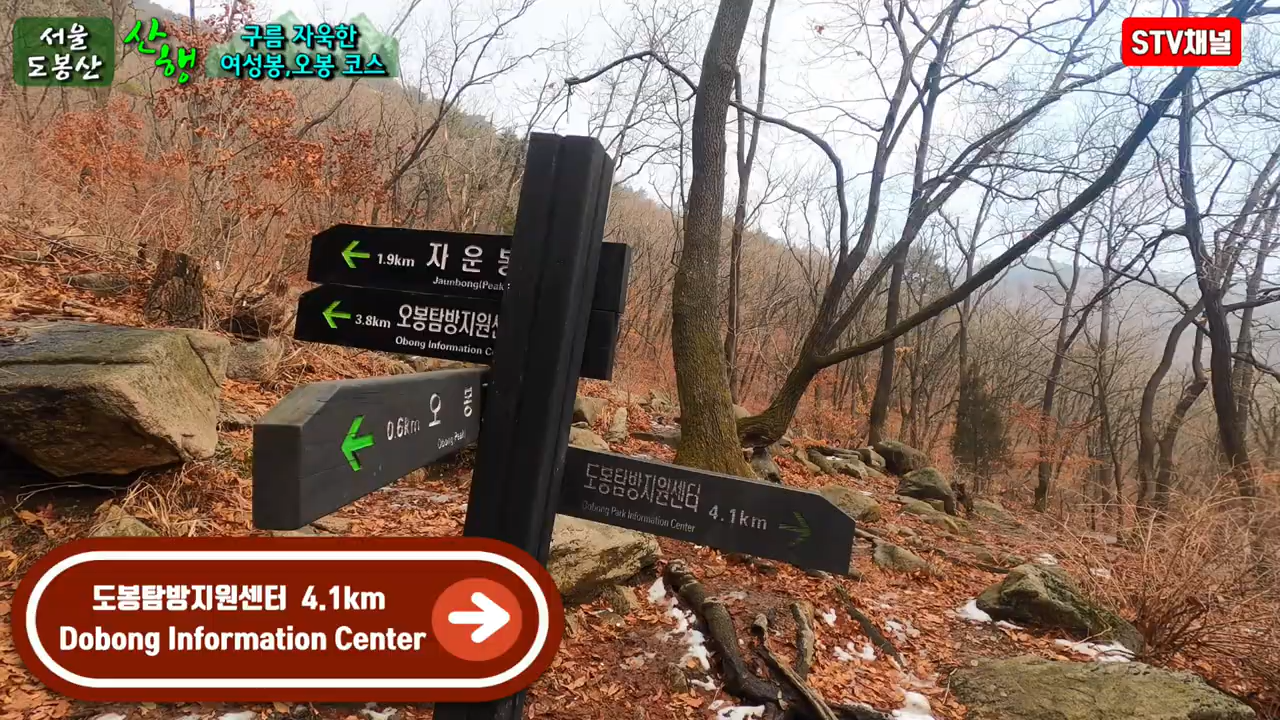 서울
도봉산
산행
구름 자욱한
여성봉,오봉 코스
STV채널
1.9km 자운
Jaunbong(Peak
3.8km 오봉탐방지원
Obong Information
0.6km 오봉
Obong Peak
도봉탐방지원센터 4.1km
Dobong Park Information Center
도봉탐방지원센터 4.1km
Dobong Information Center